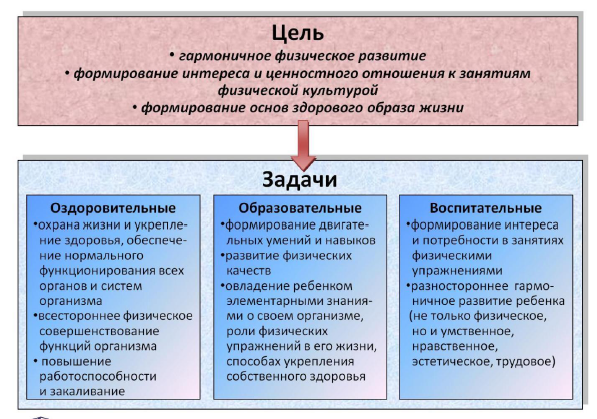 Цель
• гармоничное физическое развитие
• формирование интереса и ценностного отношения к занятиям
физической культурой
• формирование основ здорового образа жизни
Задачи
Оздоровительные
•охрана жизни и укрепле-
ние здоровья, обеспече-
ние нормального
функционирования всех
органов и систем
организма
•всестороннее физическое
совершенствование
функций организма
• повышение
работоспособности
и закаливание
Образовательные
•формирование двигате-
льных умений и навыков
•развитие физических
качеств
•овладение ребенком
элементарными знания-
ми о своем организме,
роли физических
упражнений в его жизни,
способах укрепления
собственного здоровья
Воспитательные
•формирование интереса
и потребности в занятиях
физическими
упражнениями
•разностороннее гармо-
ничное развитие ребенка
(не только физическое,
но и умственное,
нравственное,
эстетическое, трудовое)